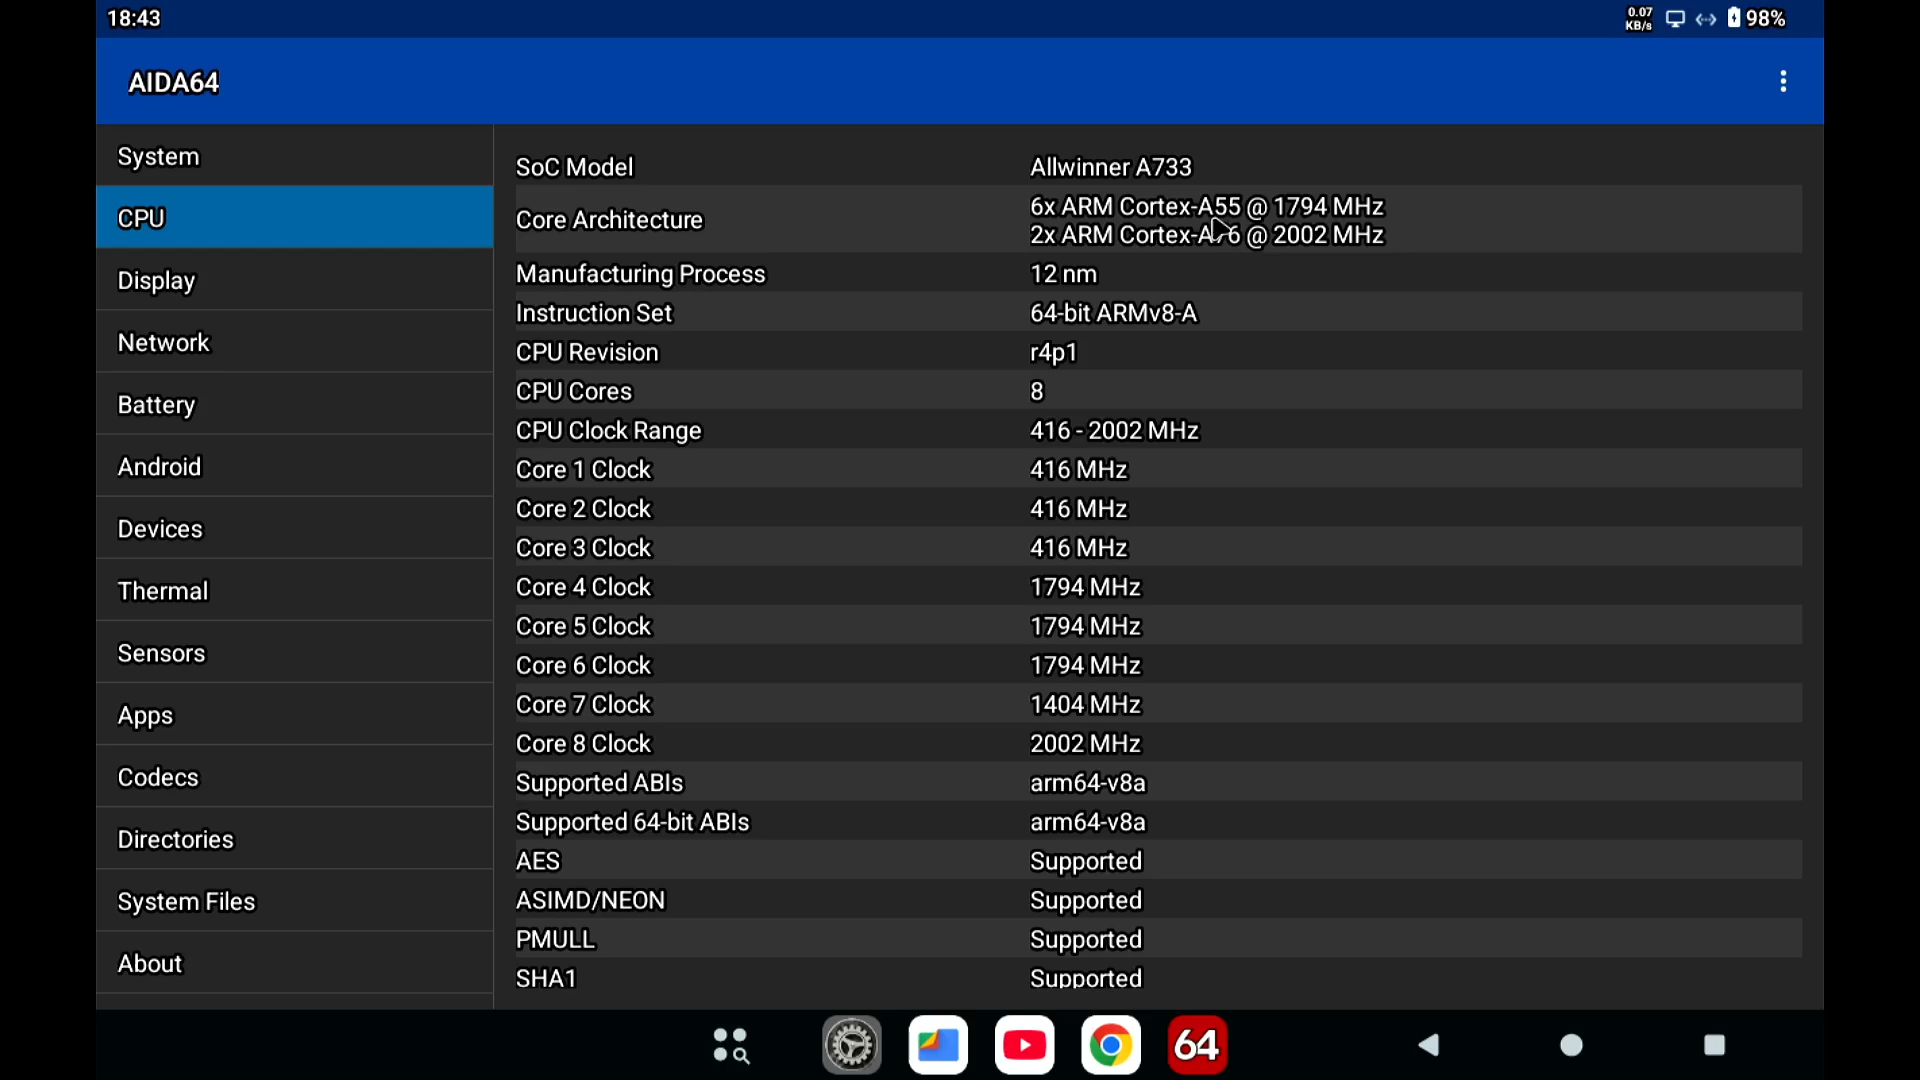 18:43
0.07
KB/s
98%
AIDA64
System
CPU
Display
Network
Battery
Android
Devices
Thermal
Sensors
Apps
Codecs
Directories
System Files
About
SoC Model Allwinner A733
Core Architecture 6x ARM Cortex-A55 @ 1794 MHz
2x ARM Cortex-A76 @ 2002 MHz
Manufacturing Process 12 nm
Instruction Set 64-bit ARMv8-A
CPU Revision r4p1
CPU Cores 8
CPU Clock Range 416 - 2002 MHz
Core 1 Clock 416 MHz
Core 2 Clock 416 MHz
Core 3 Clock 416 MHz
Core 4 Clock 1794 MHz
Core 5 Clock 1794 MHz
Core 6 Clock 1794 MHz
Core 7 Clock 1404 MHz
Core 8 Clock 2002 MHz
Supported ABIs arm64-v8a
Supported 64-bit ABIs arm64-v8a
AES Supported
ASIMD/NEON Supported
PMULL Supported
SHA1 Supported
64